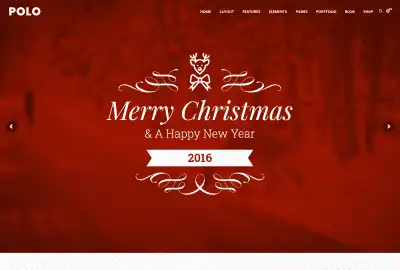 POLO
HOME LAYOUT FEATURES ELEMENTS PAGES PORTFOLIO BLOG SHOP
Merry Christmas
& A Happy New Year
2016